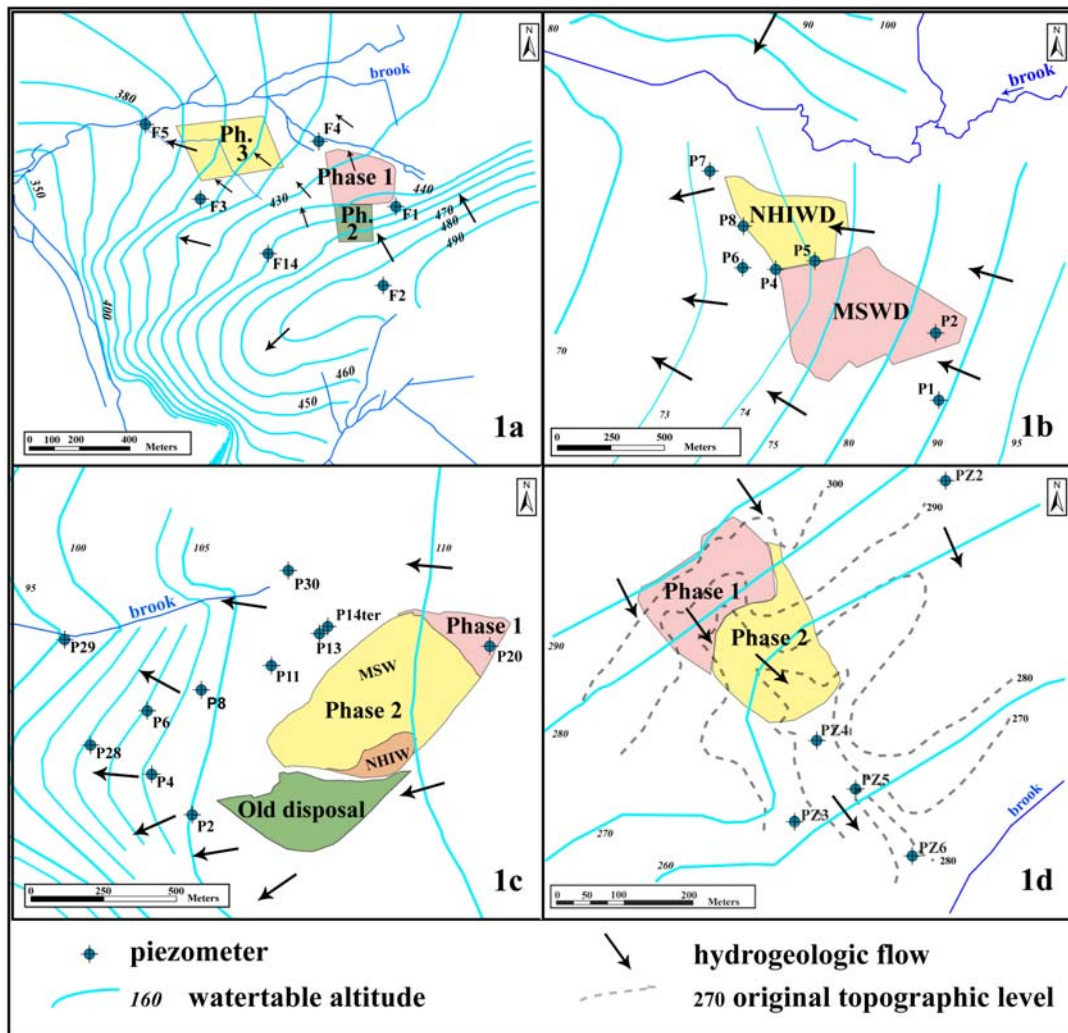 N
380
brook
F5
F4
Ph.
3
Phase 1
350
F3
430
440
F1
Ph.
2
470
480
490
F14
F2
400
460
450
0 100 200 400
Meters
1a
N
80
90
100
brook
P7
NHIWD
P8
P6
P5
P4
MSWD
P2
70
P1
73
74
75
80
90
95
0 250 500
Meters
1b
N
100
105
110
95
P30
brook
P14ter
Phase 1
P13
P20
P29
P11
MSW
P8
Phase 2
P6
P28
NHIW
P4
Old disposal
P2
0 250 500
Meters
1c
N
PZ2
300
290
Phase 1
Phase 2
290
280
280
270
PZ4
PZ5
brook
PZ3
270
PZ6
260
280
0 50 100 200
Meters
1d
piezometer
hydrogeologic flow
160 watertable altitude
270 original topographic level